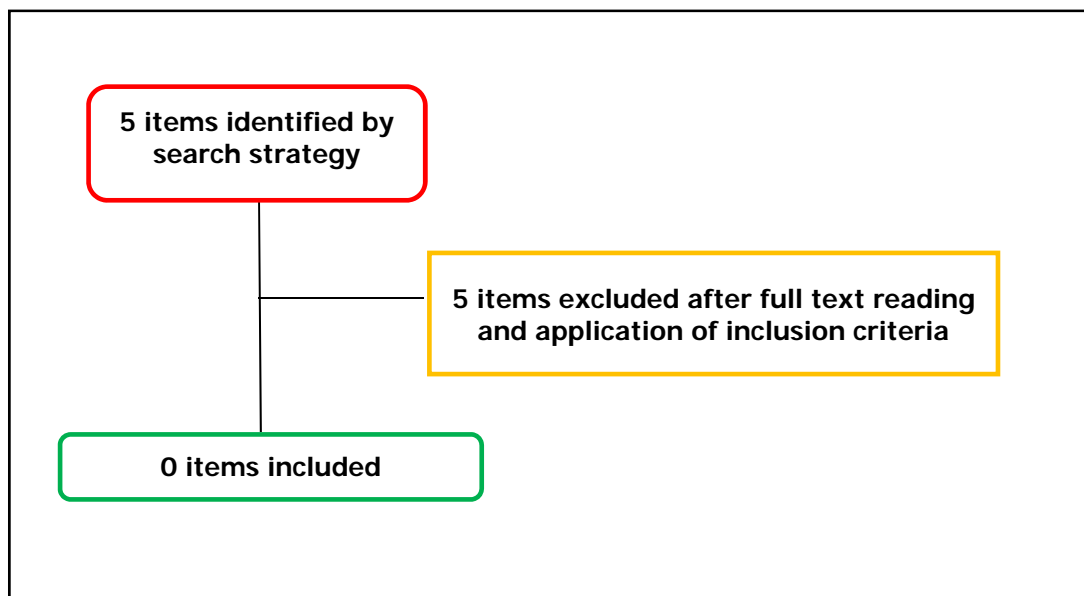 5 items identified by
search strategy
5 items excluded after full text reading
and application of inclusion criteria
0 items included